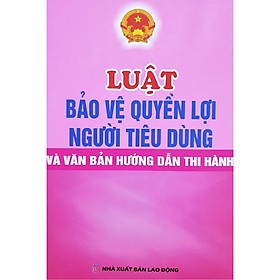 LUẬT
BẢO VỆ QUYỀN LỢI
NGƯỜI TIÊU DÙNG
VÀ VĂN BẢN HƯỚNG DẪN THI HÀNH
NHÀ XUẤT BẢN LAO ĐỘNG